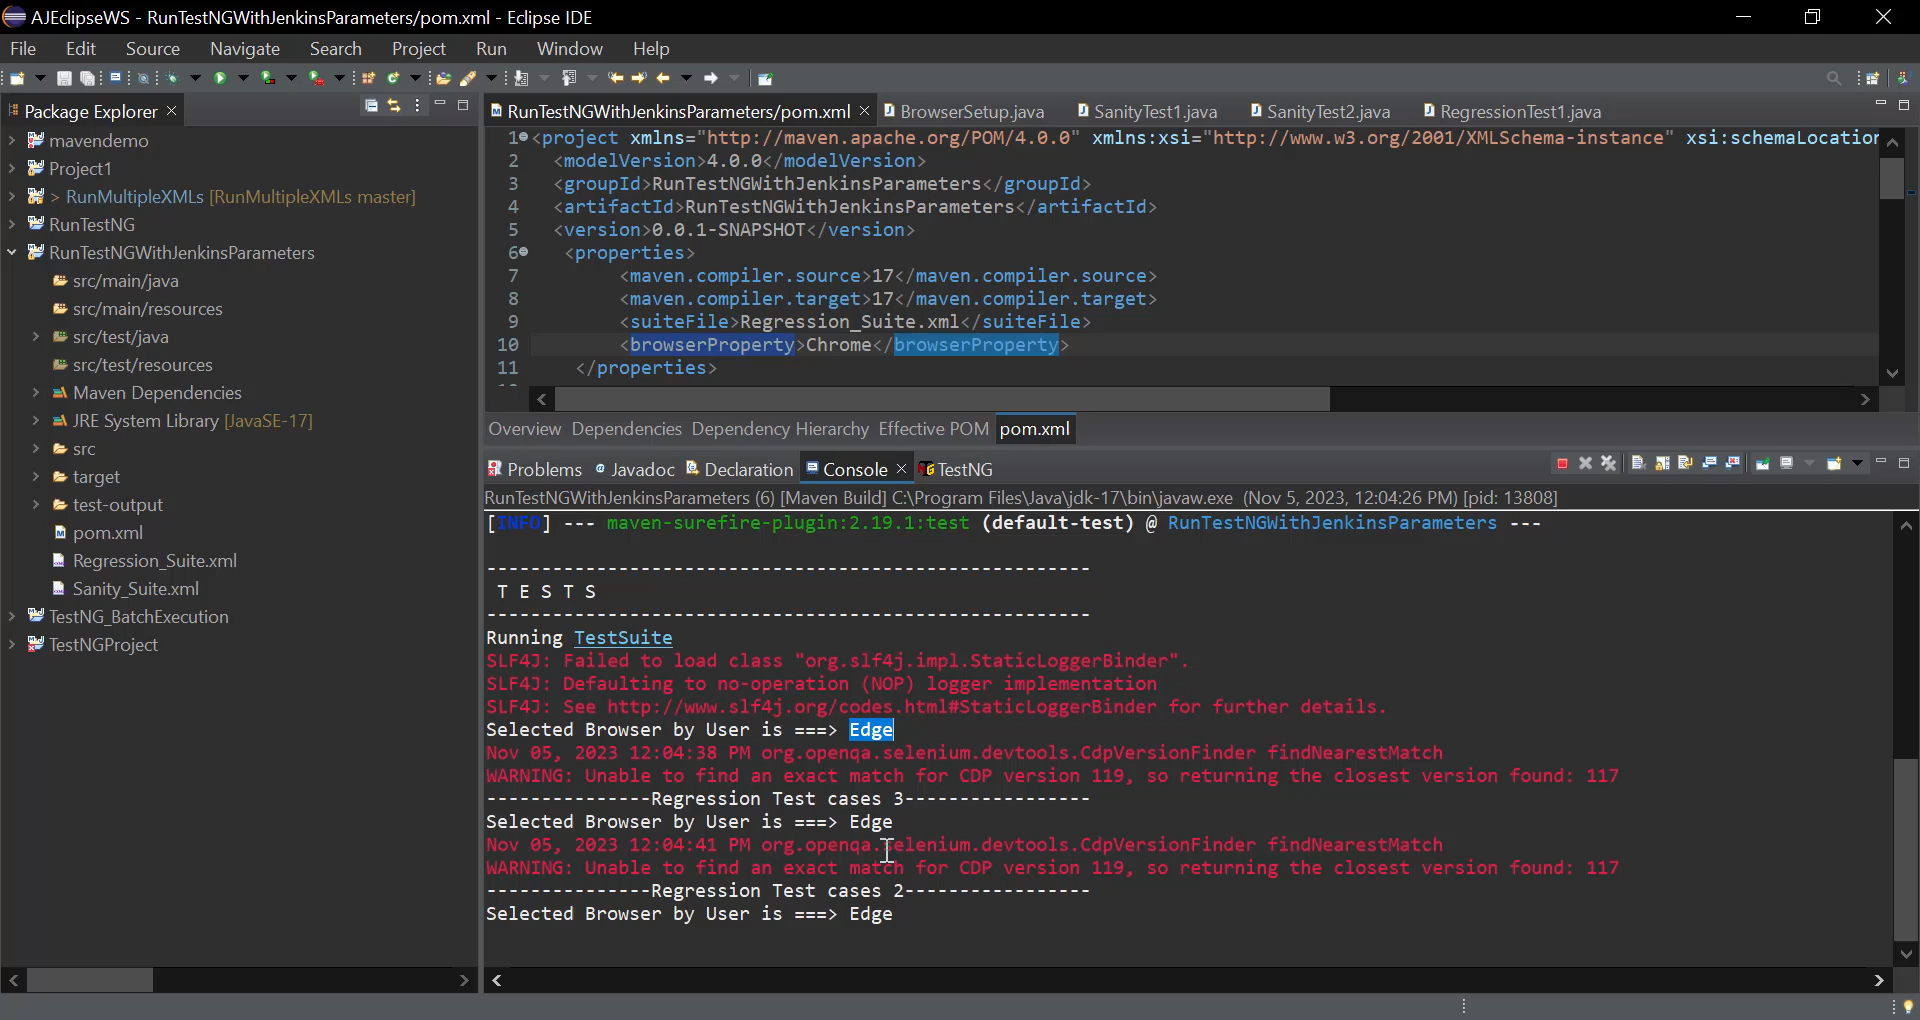 AJEclipseWS - RunTestNGWithJenkinsParameters/pom.xml - Eclipse IDE
File Edit Source Navigate Search Project Run Window Help
Package Explorer
mavendemo
Project1
> RunMultipleXMLs [RunMultipleXMLs master]
RunTestNG
RunTestNGWithJenkinsParameters
src/main/java
src/main/resources
src/test/java
src/test/resources
Maven Dependencies
JRE System Library [JavaSE-17]
src
target
test-output
pom.xml
Regression_Suite.xml
Sanity_Suite.xml
TestNG_BatchExecution
TestNGProject
RunTestNGWithJenkinsParameters/pom.xml BrowserSetup.java SanityTest1.java SanityTest2.java RegressionTest1.java
1 <project xmlns="http://maven.apache.org/POM/4.0.0" xmlns:xsi="http://www.w3.org/2001/XMLSchema-instance" xsi:schemaLocation
2 <modelVersion>4.0.0</modelVersion>
3 <groupId>RunTestNGWithJenkinsParameters</groupId>
4 <artifactId>RunTestNGWithJenkinsParameters</artifactId>
5 <version>0.0.1-SNAPSHOT</version>
6 <properties>
7 <maven.compiler.source>17</maven.compiler.source>
8 <maven.compiler.target>17</maven.compiler.target>
9 <suiteFile>Regression_Suite.xml</suiteFile>
10 <browserProperty>Chrome</browserProperty>
11 </properties>
Overview Dependencies Dependency Hierarchy Effective POM pom.xml
Problems Javadoc Declaration Console TestNG
RunTestNGWithJenkinsParameters (6) [Maven Build] C:\Program Files\Java\jdk-17\bin\javaw.exe (Nov 5, 2023, 12:04:26 PM) [pid: 13808]
[INFO] --- maven-surefire-plugin:2.19.1:test (default-test) @ RunTestNGWithJenkinsParameters ---
-------------------------------------------------------
T E S T S
-------------------------------------------------------
Running TestSuite
SLF4J: Failed to load class "org.slf4j.impl.StaticLoggerBinder".
SLF4J: Defaulting to no-operation (NOP) logger implementation
SLF4J: See http://www.slf4j.org/codes.html#StaticLoggerBinder for further details.
Selected Browser by User is ===> Edge
Nov 05, 2023 12:04:38 PM org.openqa.selenium.devtools.CdpVersionFinder findNearestMatch
WARNING: Unable to find an exact match for CDP version 119, so returning the closest version found: 117
---------------Regression Test cases 3-----------------
Selected Browser by User is ===> Edge
Nov 05, 2023 12:04:41 PM org.openqa.selenium.devtools.CdpVersionFinder findNearestMatch
WARNING: Unable to find an exact match for CDP version 119, so returning the closest version found: 117
---------------Regression Test cases 2-----------------
Selected Browser by User is ===> Edge